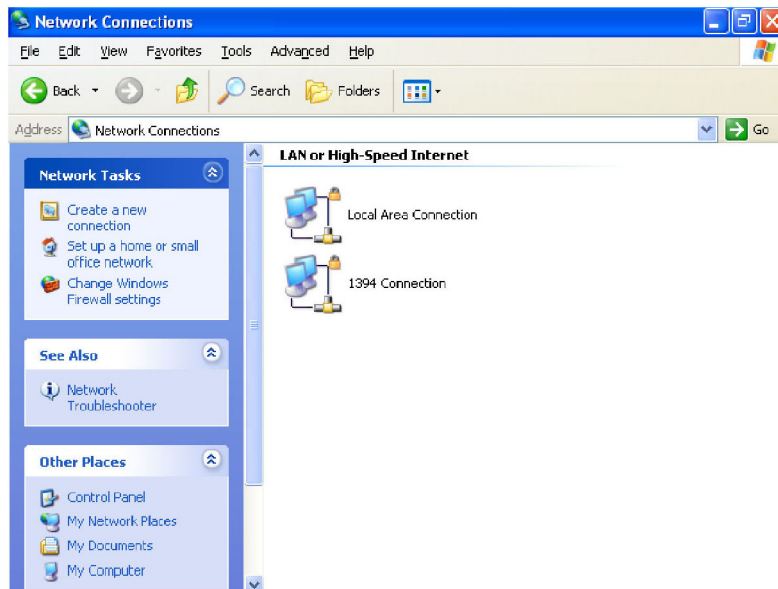 Network Connections
File Edit View Favorites Tools Advanced Help
Back Search Folders
Address Network Connections Go
Network Tasks
Create a new
connection
Set up a home or small
office network
Change Windows
Firewall settings
See Also
Network
Troubleshooter
Other Places
Control Panel
My Network Places
My Documents
My Computer
LAN or High-Speed Internet
Local Area Connection
1394 Connection